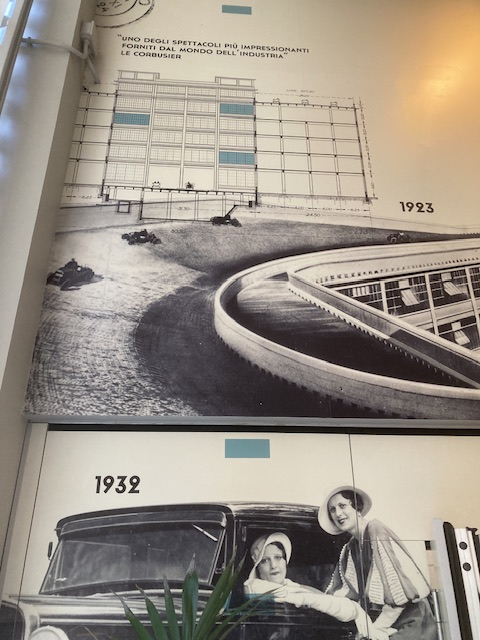 "UNO DEGLI SPETTACOLI PIÙ IMPRESSIONANTI
FORNITI DAL MONDO DELL'INDUSTRIA"
LE CORBUSIER
1923
1932